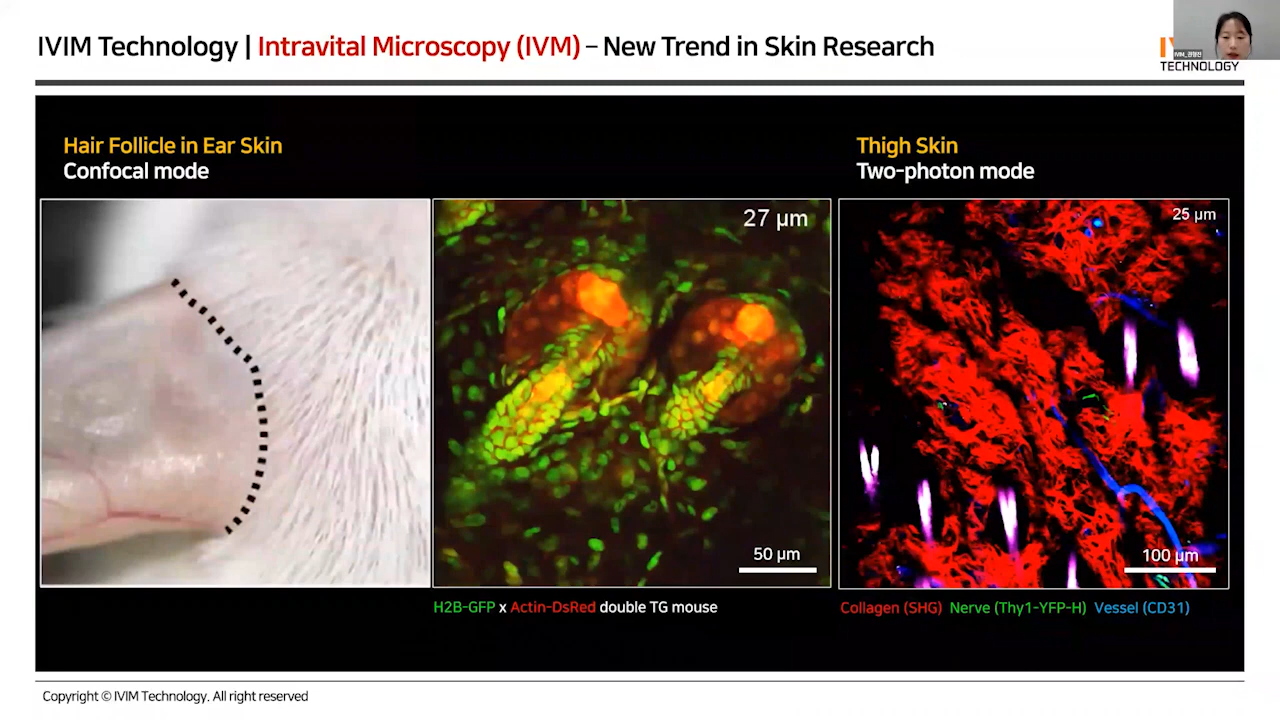 IVIM Technology | Intravital Microscopy (IVM) – New Trend in Skin Research
TECHNOLOGY
Hair Follicle in Ear Skin
Confocal mode
Thigh Skin
Two-photon mode
27 µm
25 µm
50 µm
100 µm
H2B-GFP x Actin-DsRed double TG mouse
Collagen (SHG) Nerve (Thy1-YFP-H) Vessel (CD31)
Copyright © IVIM Technology. All right reserved